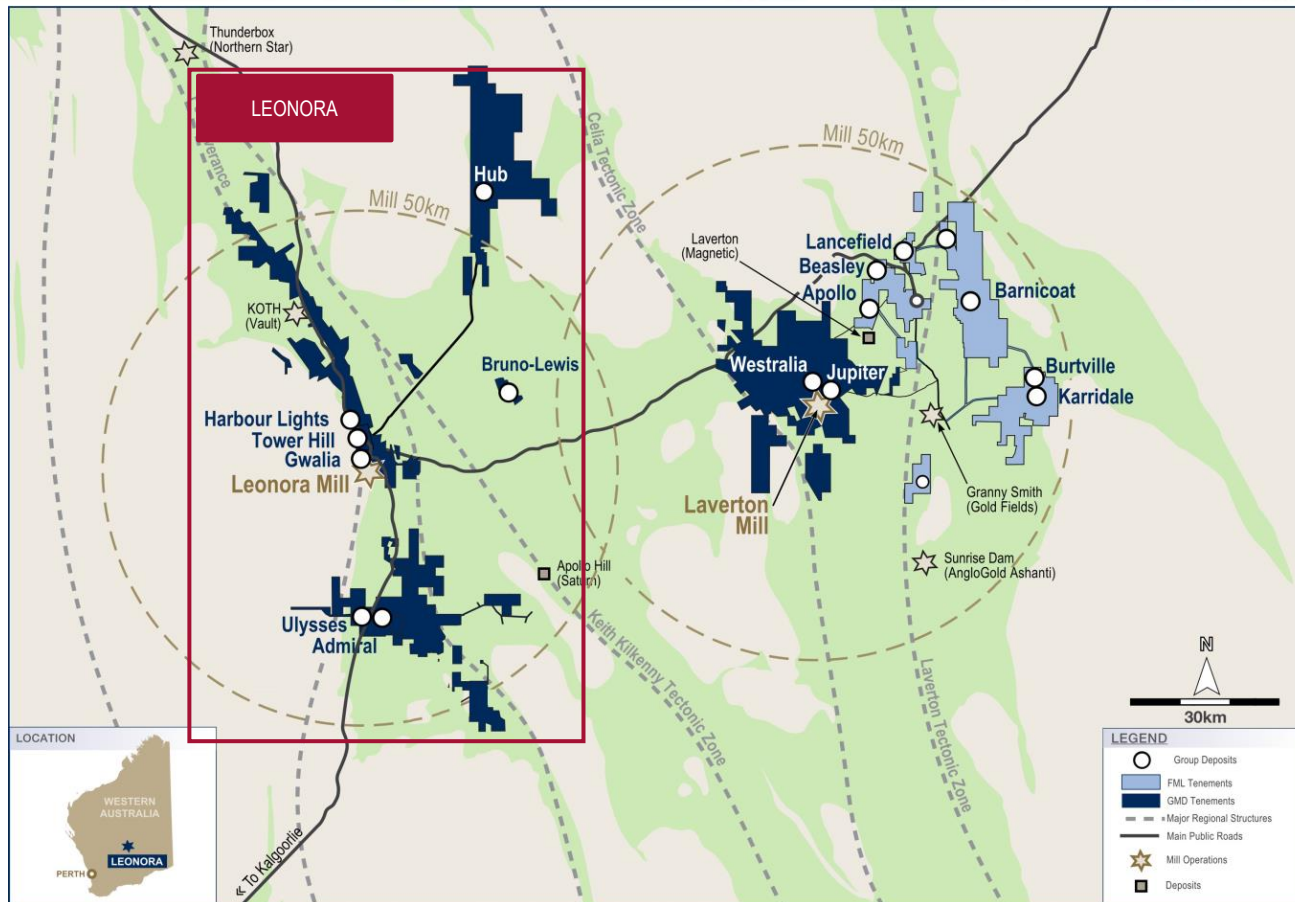 Thunderbox
(Northern Star)
LEONORA
verance
Hub
Mill 50km
Celia Tectonic Zone
Mill 50km
Lancefield
Laverton
(Magnetic)
Beasley
Apollo
Barnicoat
KOTH
(Vault)
Bruno-Lewis
Westralia
Jupiter
Burtville
Karridale
Harbour Lights
Tower Hill
Gwalia
Leonora Mill
Laverton
Mill
Granny Smith
(Gold Fields)
Apollo Hill
(Saturn)
Sunrise Dam
(AngloGold Ashanti)
Ulysses
Admiral
Keith Kilkenny Tectonic Zone
Laverton Tectonic Zone
N
30km
« To Kalgoorlie
LOCATION
WESTERN
AUSTRALIA
LEONORA
PERTH
LEGEND
Group Deposits
FML Tenements
GMD Tenements
Major Regional Structures
Main Public Roads
Mill Operations
Deposits